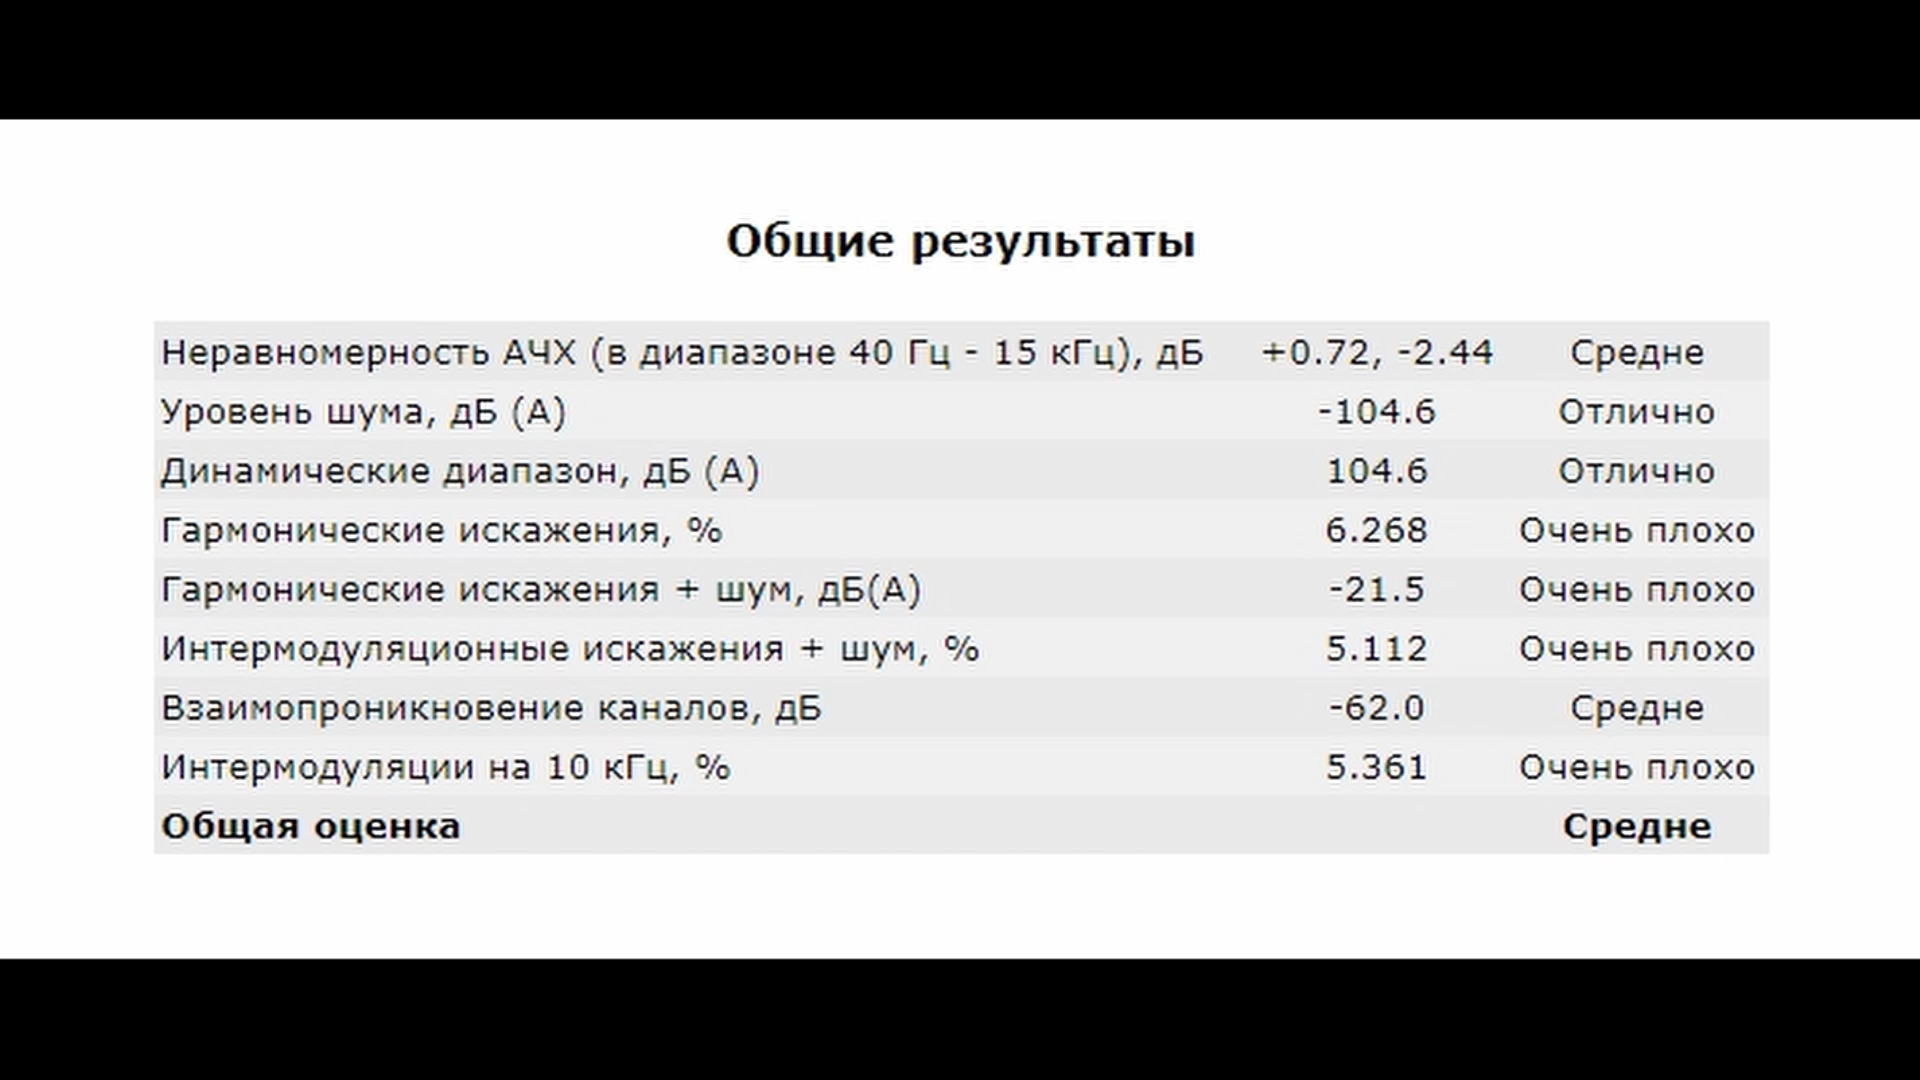 Общие результаты
Неравномерность АЧХ (в диапазоне 40 Гц - 15 кГц), дБ +0.72, -2.44 Средне
Уровень шума, дБ (А) -104.6 Отлично
Динамические диапазон, дБ (А) 104.6 Отлично
Гармонические искажения, % 6.268 Очень плохо
Гармонические искажения + шум, дБ(А) -21.5 Очень плохо
Интермодуляционные искажения + шум, % 5.112 Очень плохо
Взаимопроникновение каналов, дБ -62.0 Средне
Интермодуляции на 10 кГц, % 5.361 Очень плохо
Общая оценка Средне